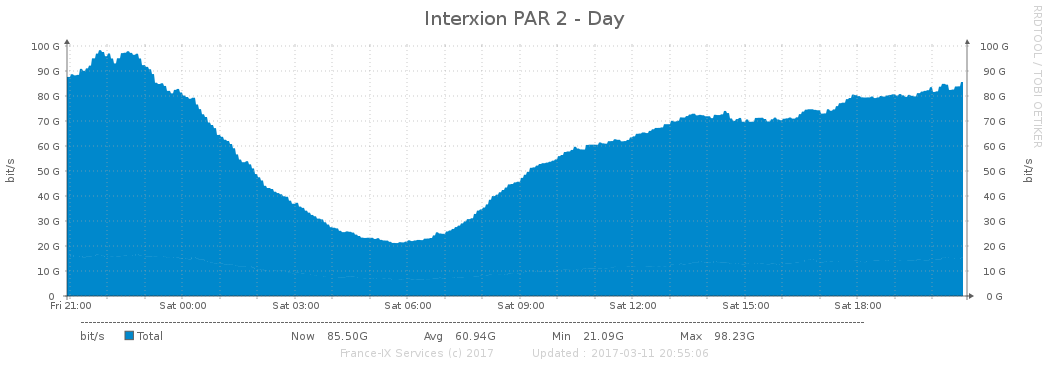 Interxion PAR 2 - Day
RRDTOOL / TOBI OETIKER
bit/s
100 G 100 G
90 G 90 G
80 G 80 G
70 G 70 G
60 G 60 G
50 G 50 G
40 G 40 G
30 G 30 G
20 G 20 G
10 G 10 G
0 0 G
bit/s
Fri 21:00 Sat 00:00 Sat 03:00 Sat 06:00 Sat 09:00 Sat 12:00 Sat 15:00 Sat 18:00
bit/s Total Now 85.50G Avg 60.94G Min 21.09G Max 98.23G
France-IX Services (c) 2017 Updated : 2017-03-11 20:55:06